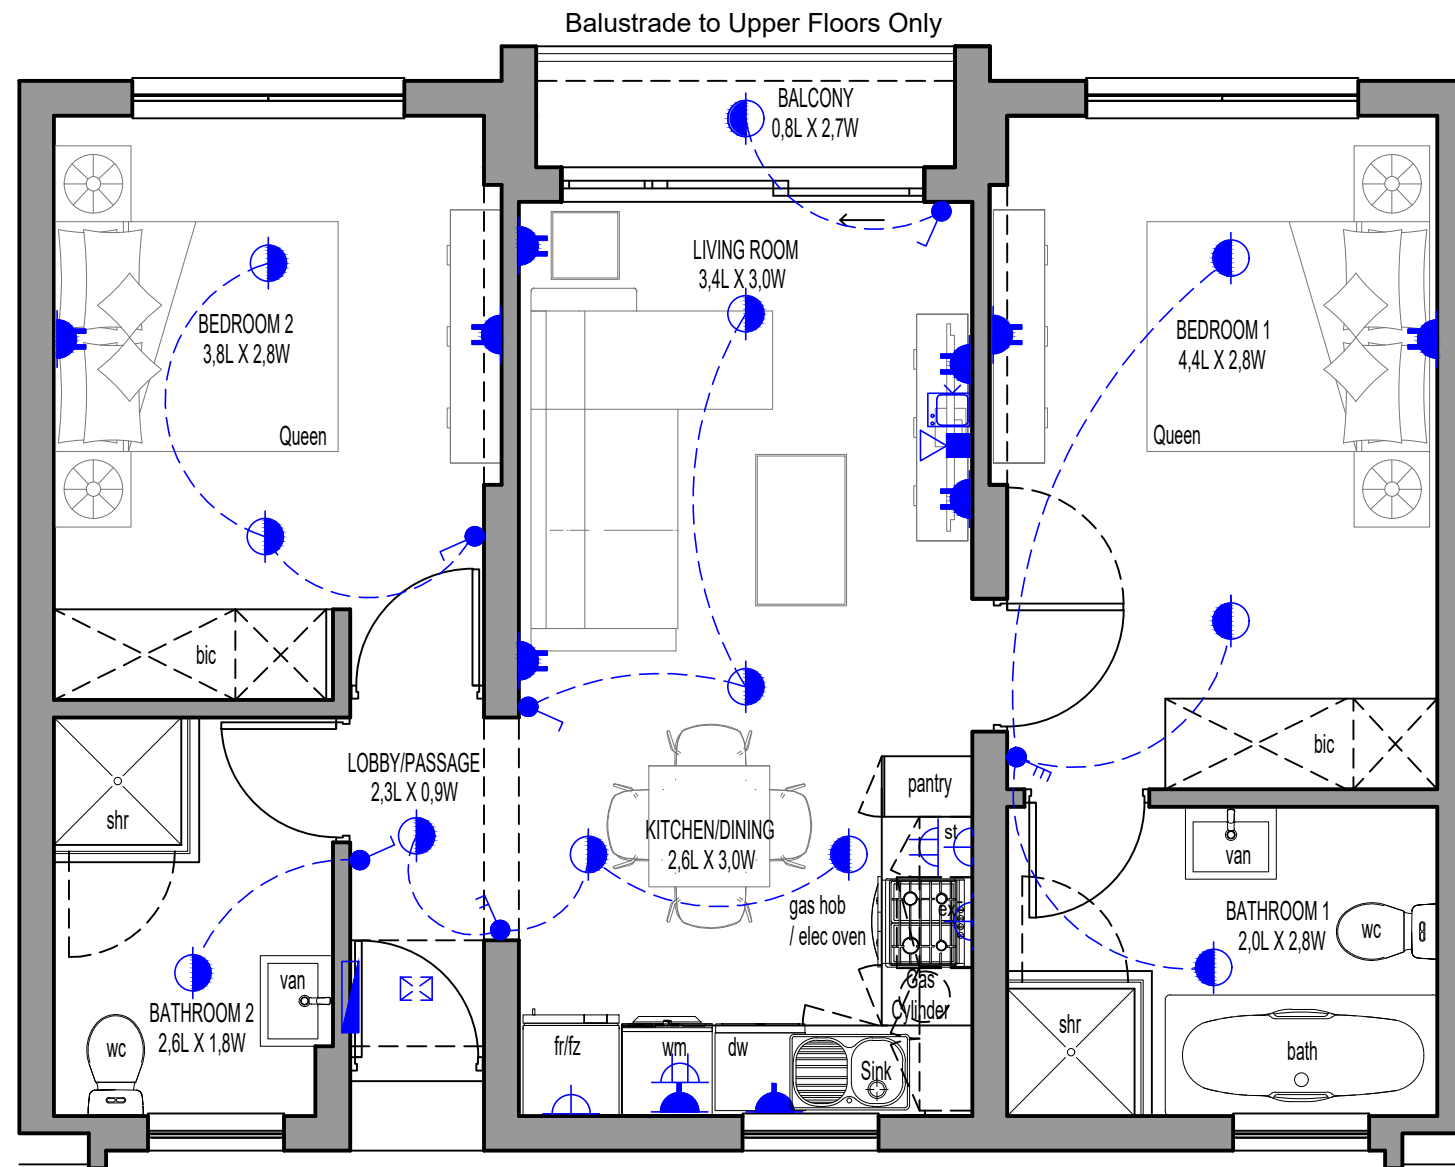 Balustrade to Upper Floors Only
BALCONY
0,8L X 2,7W
LIVING ROOM
3,4L X 3,0W
BEDROOM 2
3,8L X 2,8W
Queen
BEDROOM 1
4,4L X 2,8W
Queen
bic
bic
LOBBY/PASSAGE
2,3L X 0,9W
shr
pantry
st
KITCHEN/DINING
2,6L X 3,0W
van
gas hob
/ elec oven
ex
BATHROOM 1
2,0L X 2,8W
wc
van
Gas
Cylinder
BATHROOM 2
2,6L X 1,8W
wc
fr/fz
wm
dw
Sink
shr
bath